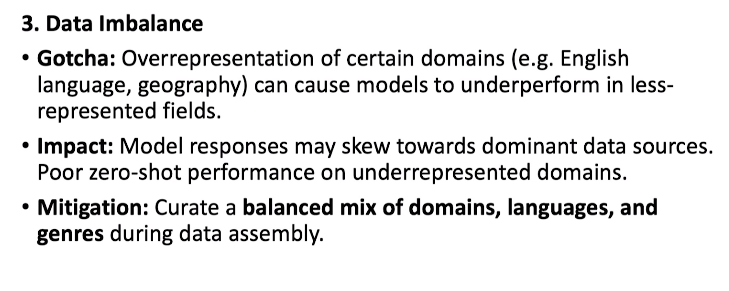 3. Data Imbalance
• Gotcha: Overrepresentation of certain domains (e.g. English
language, geography) can cause models to underperform in less-
represented fields.
• Impact: Model responses may skew towards dominant data sources.
Poor zero-shot performance on underrepresented domains.
• Mitigation: Curate a balanced mix of domains, languages, and
genres during data assembly.